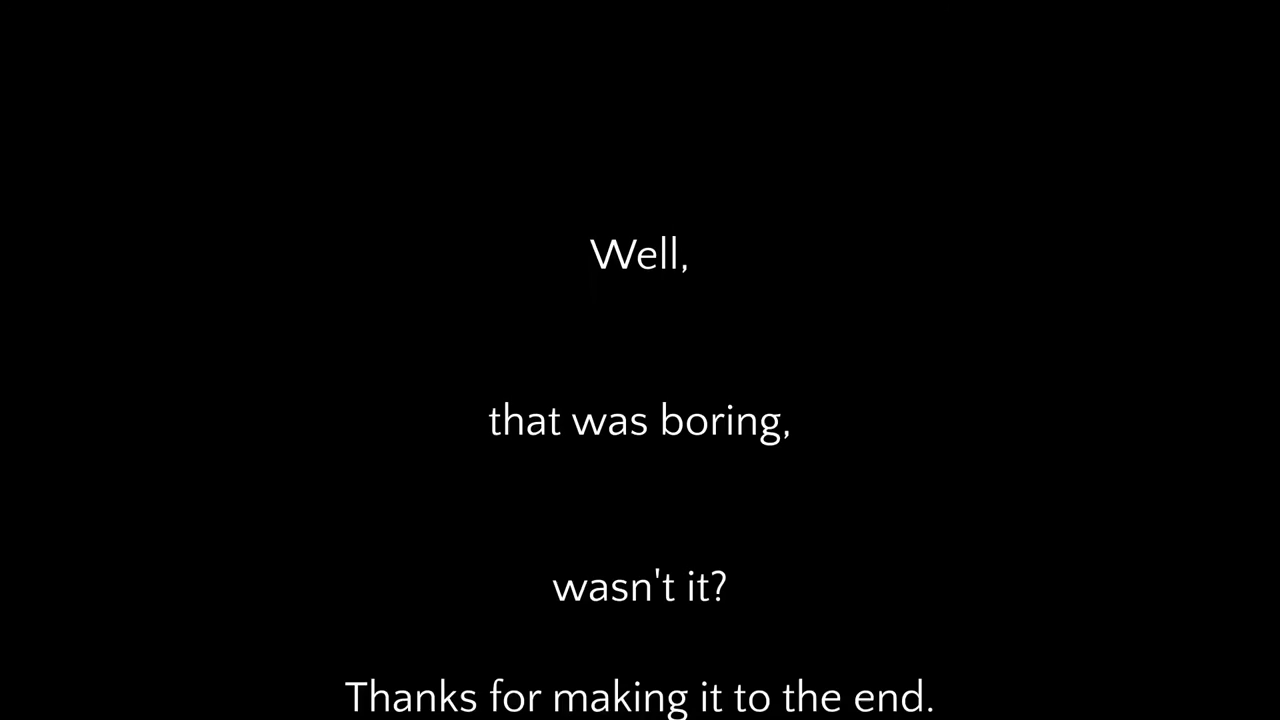 Well,
that was boring,
wasn't it?
Thanks for making it to the end.